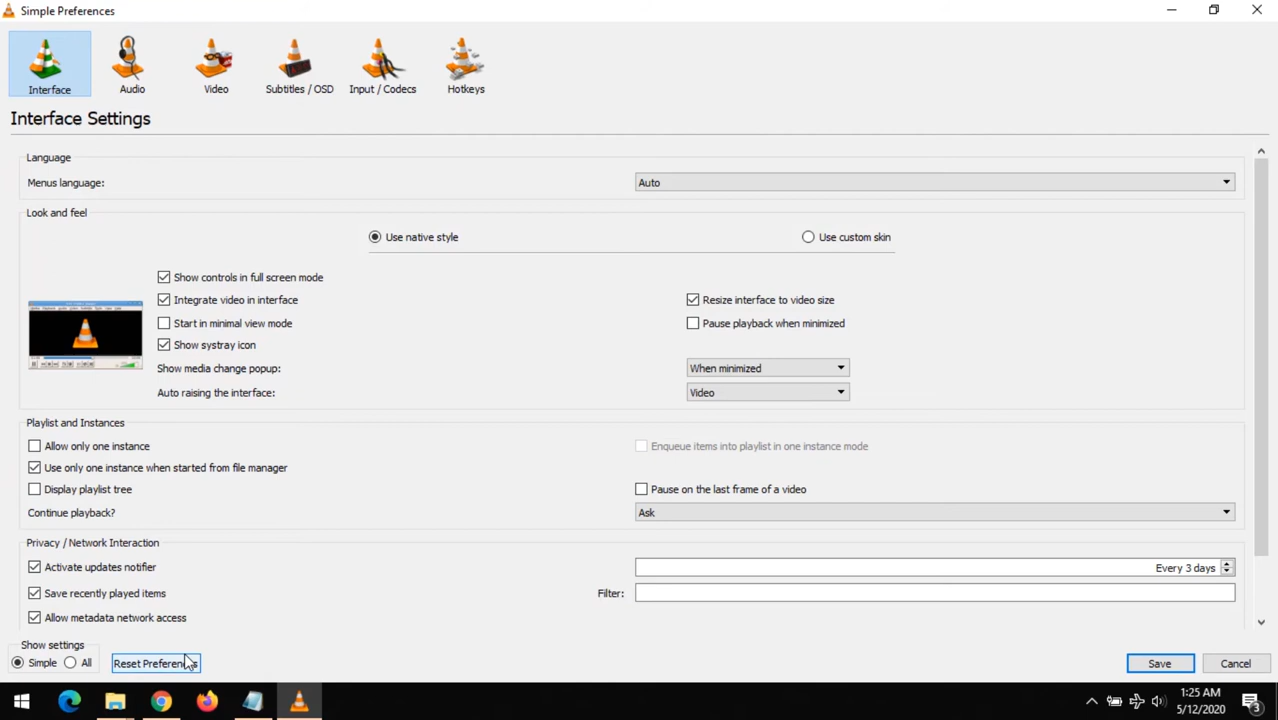 Simple Preferences
Interface
Audio
Video
Subtitles / OSD
Input / Codecs
Hotkeys
Interface Settings
Language
Menus language: Auto
Look and feel
Use native style Use custom skin
Show controls in full screen mode
Integrate video in interface Resize interface to video size
Start in minimal view mode Pause playback when minimized
Show systray icon
Show media change popup: When minimized
Auto raising the interface: Video
Playlist and Instances
Allow only one instance Enqueue items into playlist in one instance mode
Use only one instance when started from file manager
Display playlist tree Pause on the last frame of a video
Continue playback? Ask
Privacy / Network Interaction
Activate updates notifier Every 3 days
Save recently played items Filter:
Allow metadata network access
Show settings
Simple All Reset Preferences Save Cancel
1:25 AM
5/12/2020
3